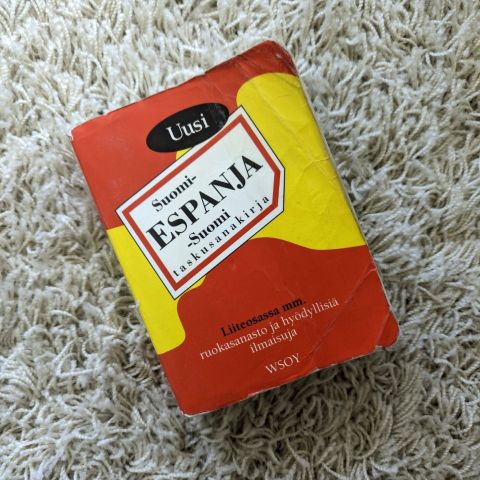 Uusi
Suomi-
ESPANJA
-Suomi
taskusanakirja
Liiteosassa mm.
ruokasanasto ja hyödyllisiä
ilmaisuja
WSOY